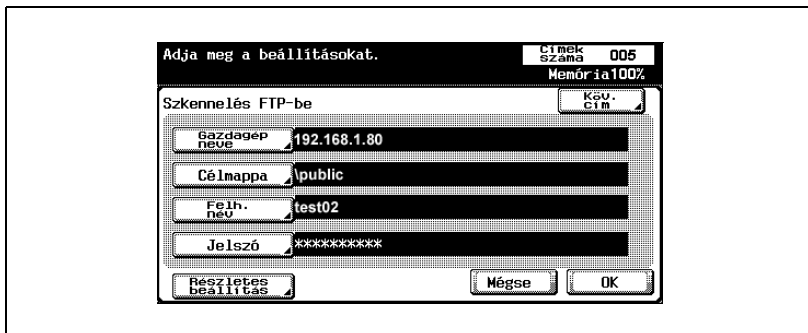 Adja meg a beállításokat.
Címek
száma 005
Memória100%
Szkennelés FTP-be
Köv.
cím
Gazdagép
neve
192.168.1.80
Célmappa
\public
Felh.
név
test02
Jelszó
**********
Részletes
beállítás
Mégse
OK